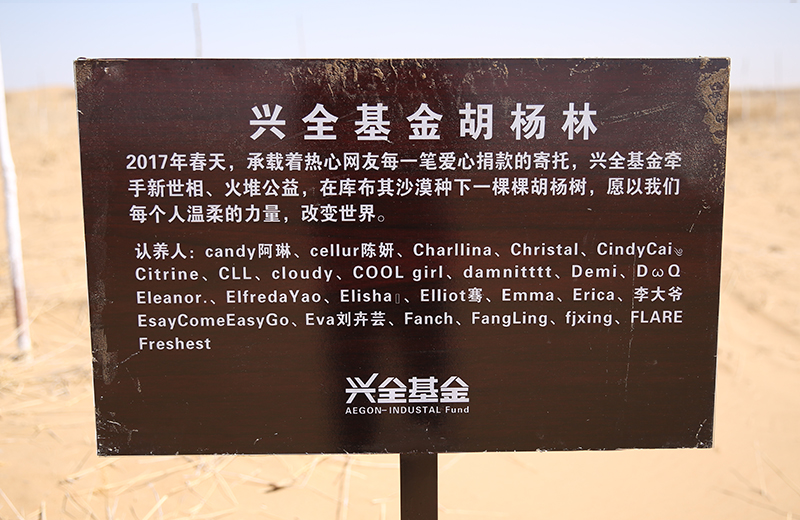 兴全基金胡杨林
2017年春天，承载着热心网友每一笔爱心捐款的寄托，兴全基金牵
手新世相、火堆公益，在库布其沙漠种下一棵棵胡杨树，愿以我们
每个人温柔的力量，改变世界。
认养人：candy阿琳、cellur陈妍、Charllina、Christal、CindyCai
Citrine、CLL、cloudy、COOL girl、damnitttt、Demi、DωQ
Eleanor.、ElfredaYao、Elisha▯、Elliot骞、Emma、Erica、李大爷
EsayComeEasyGo、Eva刘卉芸、Fanch、FangLing、fjxing、FLARE
Freshest
兴全基金
AEGON-INDUSTAL Fund